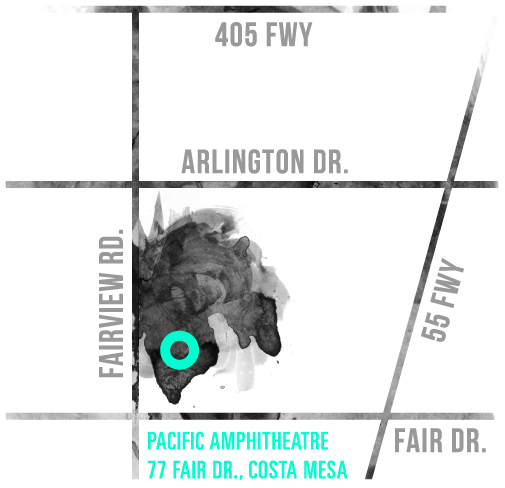 405 FWY
ARLINGTON DR.
FAIRVIEW RD.
55 FWY
FAIR DR.
PACIFIC AMPHITHEATRE
77 FAIR DR., COSTA MESA